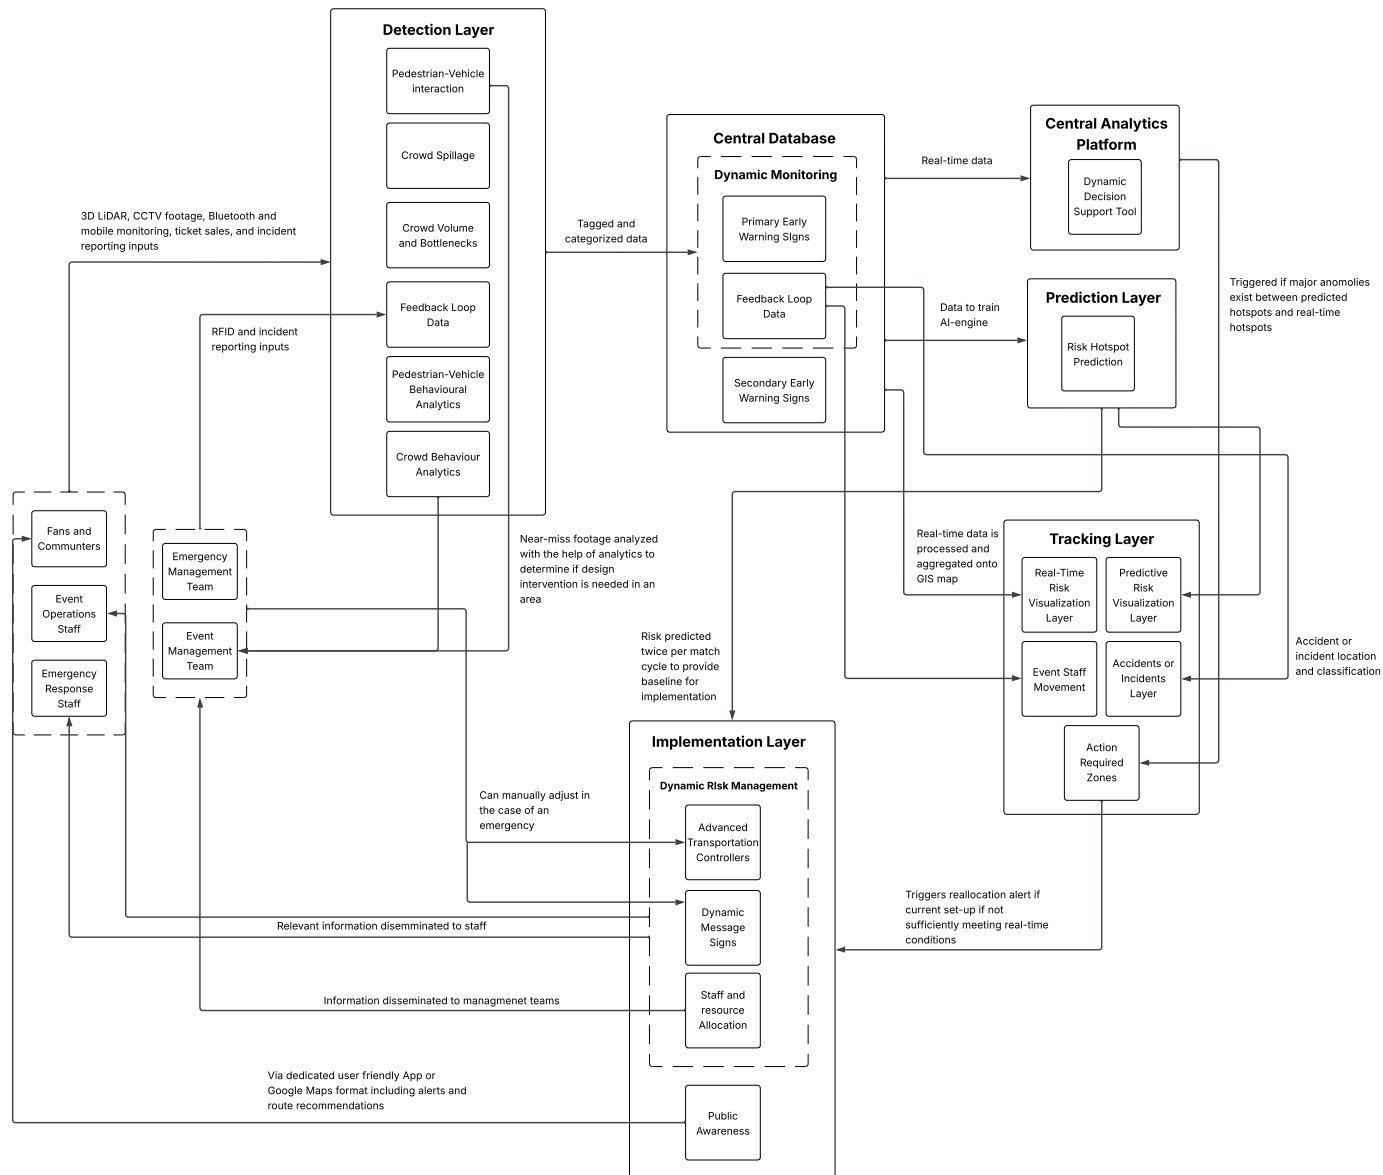 Detection Layer
Pedestrian-Vehicle
interaction
Crowd Spillage
Crowd Volume
and Bottlenecks
Feedback Loop
Data
Pedestrian-Vehicle
Behavioural
Analytics
Crowd Behaviour
Analytics
3D LiDAR, CCTV footage, Bluetooth and
mobile monitoring, ticket sales, and incident
reporting inputs
RFID and incident
reporting inputs
Tagged and
categorized data
Central Database
Dynamic Monitoring
Primary Early
Warning SIgns
Feedback Loop
Data
Secondary Early
Warning Signs
Real-time data
Central Analytics
Platform
Dynamic
Decision
Support Tool
Data to train
AI-engine
Prediction Layer
Risk Hotspot
Prediction
Triggered if major anomolies
exist between predicted
hotspots and real-time
hotspots
Fans and
Communters
Event
Operations
Staff
Emergency
Response
Staff
Emergency
Management
Team
Event
Management
Team
Near-miss footage analyzed
with the help of analytics to
determine if design
intervention is needed in an
area
Real-time data is
processed and
aggregated onto
GIS map
Tracking Layer
Real-Time
Risk
Visualization
Layer
Predictive
Risk
Visualization
Layer
Event Staff
Movement
Accidents or
Incidents
Layer
Action
Required
Zones
Accident or
incident location
and classification
Risk predicted
twice per match
cycle to provide
baseline for
implementation
Implementation Layer
Dynamic RIsk Management
Advanced
Transportation
Controllers
Dynamic
Message
Signs
Staff and
resource
Allocation
Public
Awareness
Can manually adjust in
the case of an
emergency
Triggers reallocation alert if
current set-up if not
sufficiently meeting real-time
conditions
Relevant information disemminated to staff
Information disseminated to managmenet teams
Via dedicated user friendly App or
Google Maps format including alerts and
route recommendations